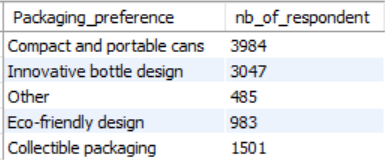 Packaging_preference nb_of_respondent
Compact and portable cans 3984
Innovative bottle design 3047
Other 485
Eco-friendly design 983
Collectible packaging 1501